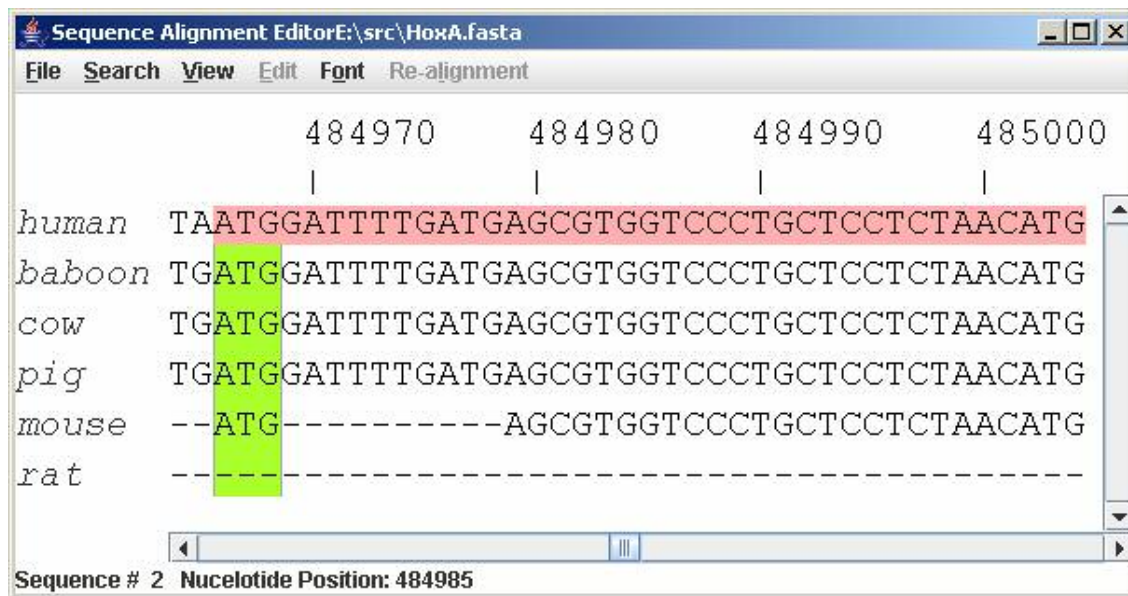 Sequence Alignment EditorE:\src\HoxA.fasta
File Search View Edit Font Re-alignment
484970 484980 484990 485000
human TAATGGATTTTGATGAGCGTGGTCCCTGCTCCTCTAACATG
baboon TGATGGATTTTGATGAGCGTGGTCCCTGCTCCTCTAACATG
cow TGATGGATTTTGATGAGCGTGGTCCCTGCTCCTCTAACATG
pig TGATGGATTTTGATGAGCGTGGTCCCTGCTCCTCTAACATG
mouse --ATG----------AGCGTGGTCCCTGCTCCTCTAACATG
rat -----------------------------------------
Sequence # 2 Nucelotide Position: 484985